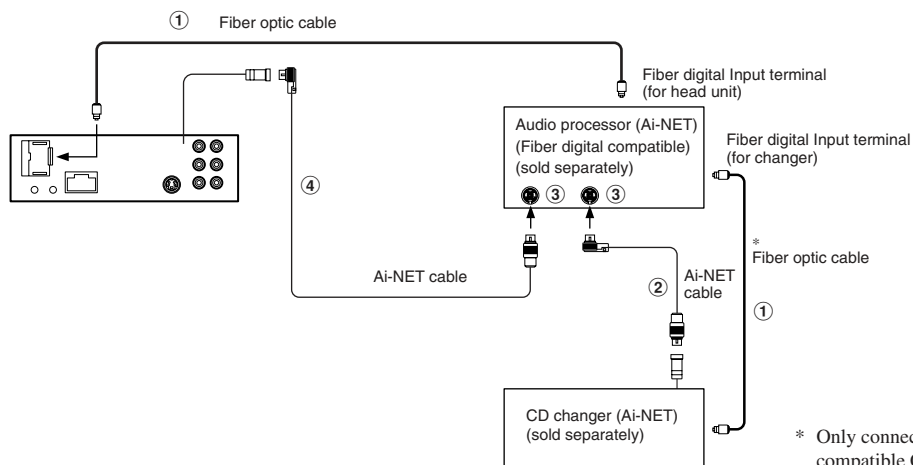 ① Fiber optic cable
Fiber digital Input terminal
(for head unit)
Audio processor (Ai-NET)
(Fiber digital compatible)
(sold separately)
Fiber digital Input terminal
(for changer)
③
③
④
*
Fiber optic cable
Ai-NET cable
②
Ai-NET
cable
①
CD changer (Ai-NET)
(sold separately)
* Only connec
compatible